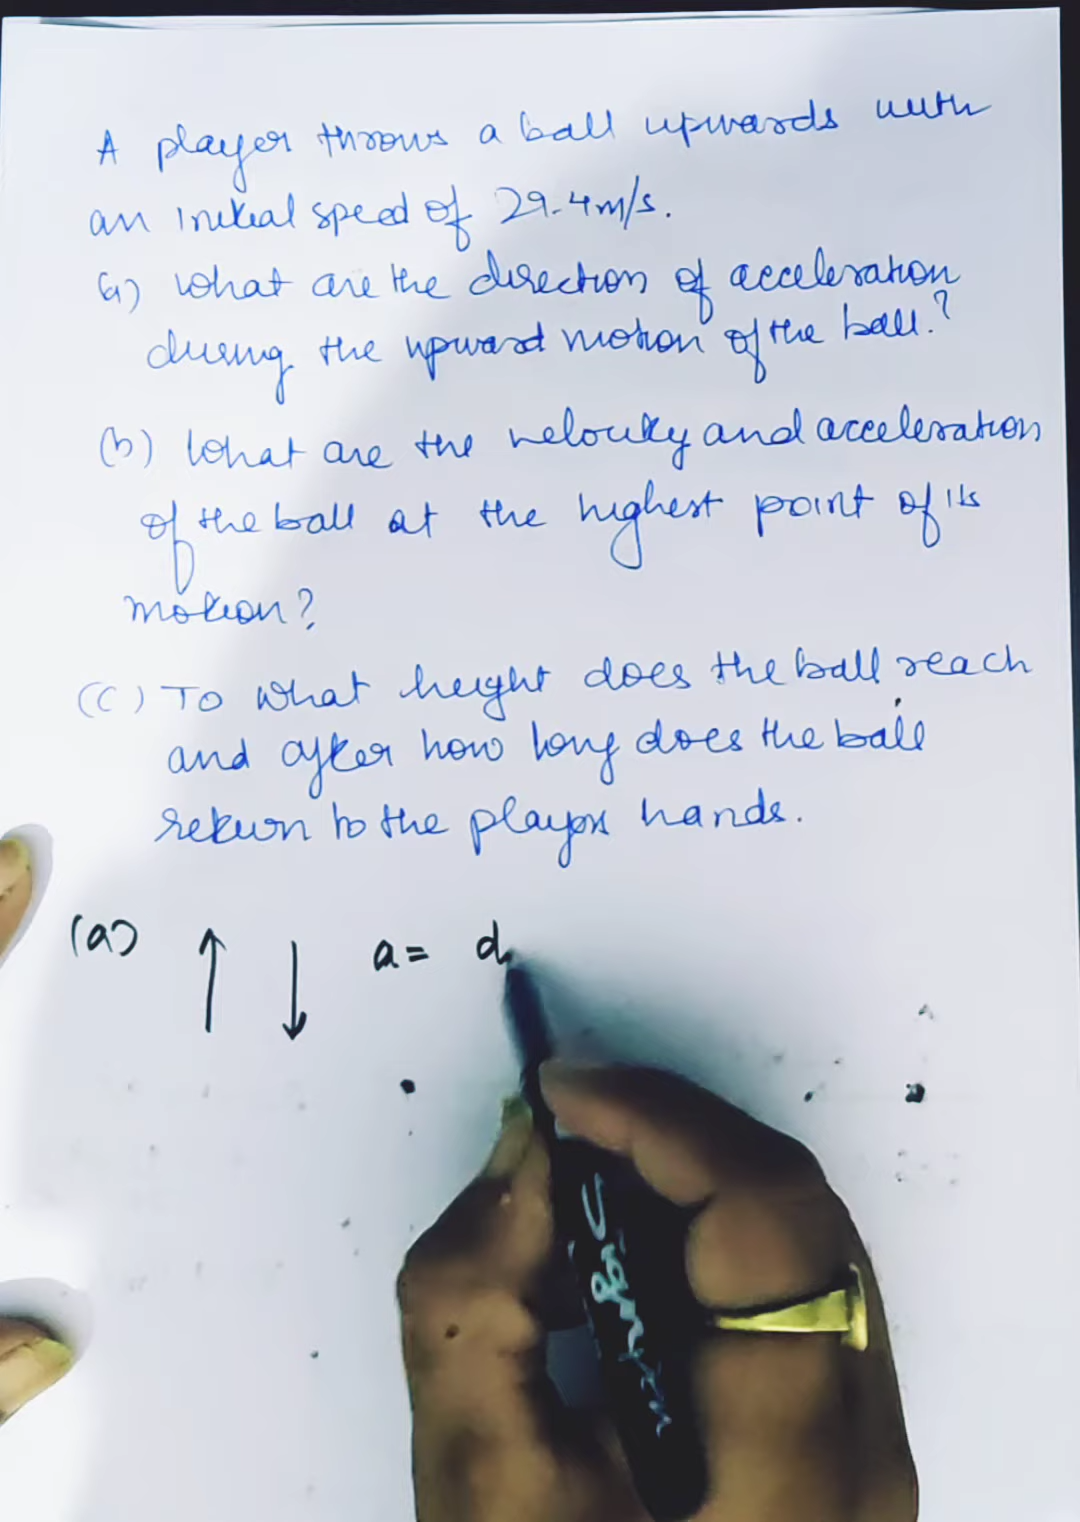 A player throws a ball upwards with
an initial speed of 29.4m/s.
(a) what are the direction of acceleration
during the upward motion of the ball.?
(b) What are the velocity and acceleration
of the ball at the highest point of its
motion?
(C) To what height does the ball reach
and after how long does the ball
return to the players hands.
(a) ↑ ↓ a= d